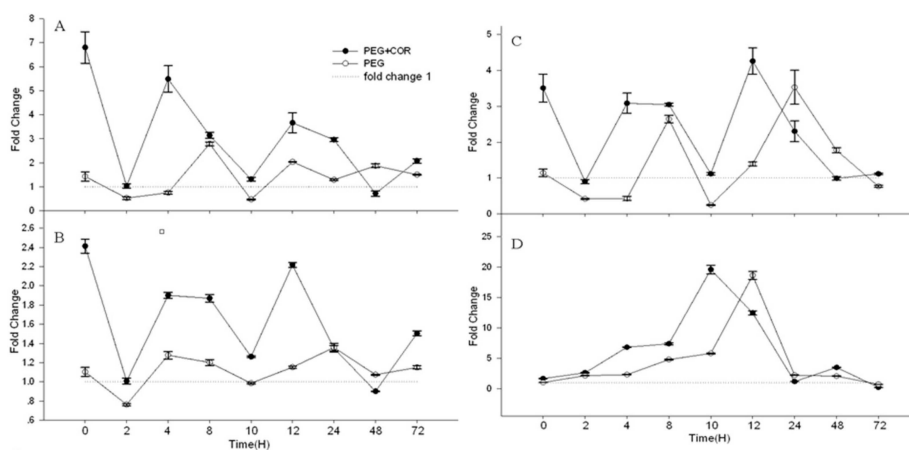 A
Fold Change
8
7
6
5
4
3
2
1
0
PEG+COR
PEG
fold change 1
B
Fold Change
2.6
2.4
2.2
2.0
1.8
1.6
1.4
1.2
1.0
.8
.6
0 2 4 8 10 12 24 48 72
Time(H)
C
Fold Change
5
4
3
2
1
0
D
Fold Change
25
20
15
10
5
0
0 2 4 8 10 12 24 48 72
Time(H)